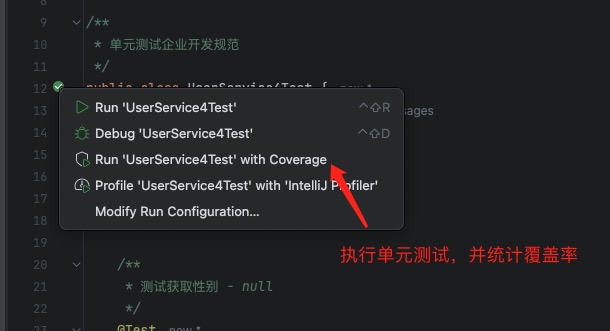 8
9 /**
10 * 单元测试企业开发规范
11 */
12 public class UserService4Test { new *
13 sages
14
Run 'UserService4Test' ^⇧R
15
Debug 'UserService4Test' ^⇧D
Run 'UserService4Test' with Coverage
16
Profile 'UserService4Test' with 'IntelliJ Profiler'
17
Modify Run Configuration...
18
19
执行单元测试，并统计覆盖率
20 /**
21 * 测试获取性别 - null
22 */
23 @Test new *